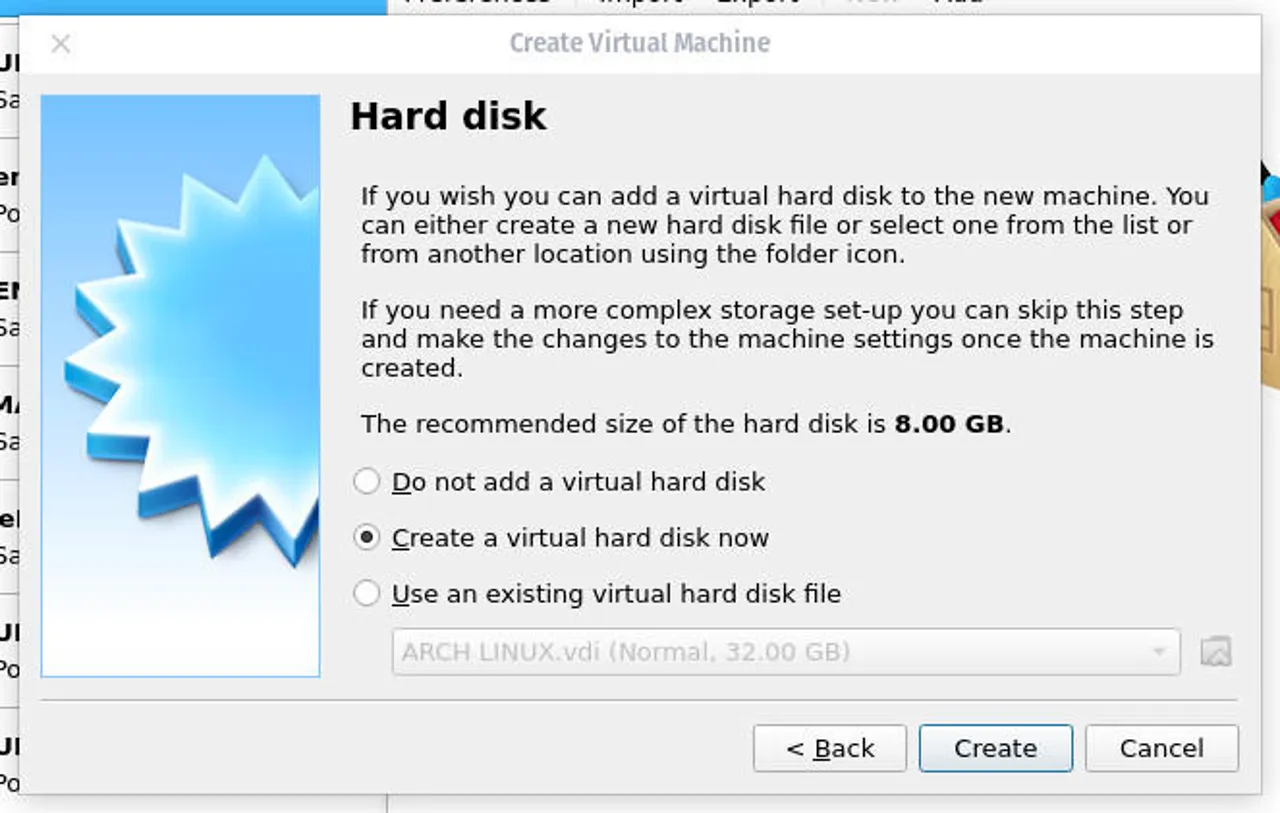 Preferences Import Export New Add
Create Virtual Machine
Hard disk
If you wish you can add a virtual hard disk to the new machine. You
can either create a new hard disk file or select one from the list or
from another location using the folder icon.
If you need a more complex storage set-up you can skip this step
and make the changes to the machine settings once the machine is
created.
The recommended size of the hard disk is 8.00 GB.
Do not add a virtual hard disk
Create a virtual hard disk now
Use an existing virtual hard disk file
ARCH LINUX.vdi (Normal, 32.00 GB)
< Back Create Cancel